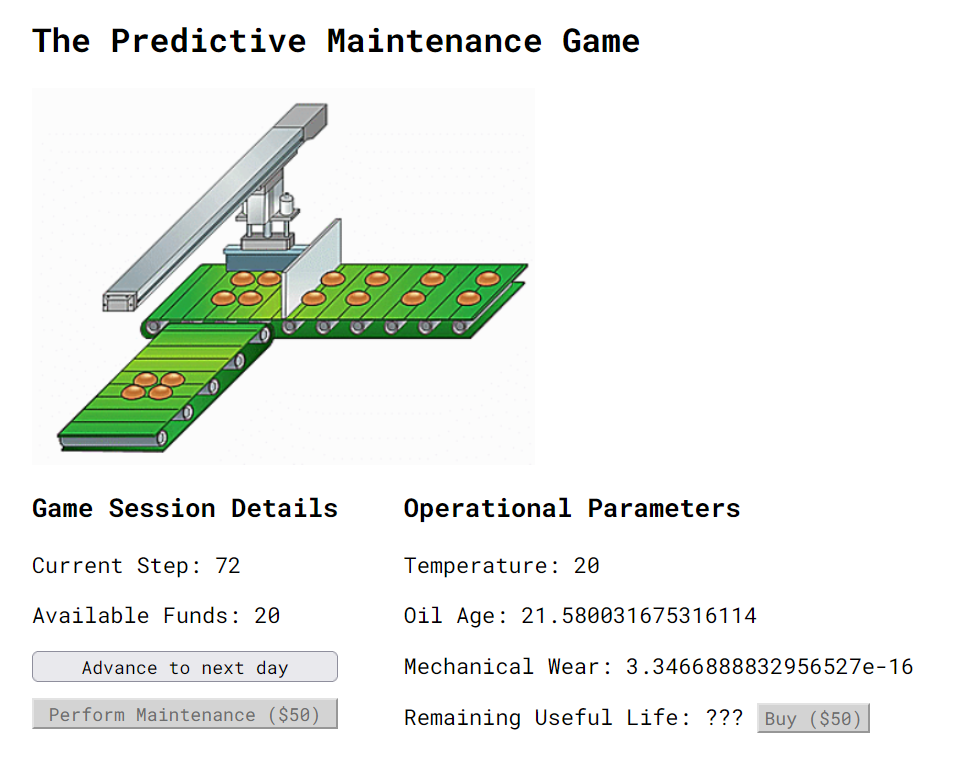 The Predictive Maintenance Game
Game Session Details
Current Step: 72
Available Funds: 20
Advance to next day
Perform Maintenance ($50)
Operational Parameters
Temperature: 20
Oil Age: 21.580031675316114
Mechanical Wear: 3.3466888832956527e-16
Remaining Useful Life: ??? Buy ($50)